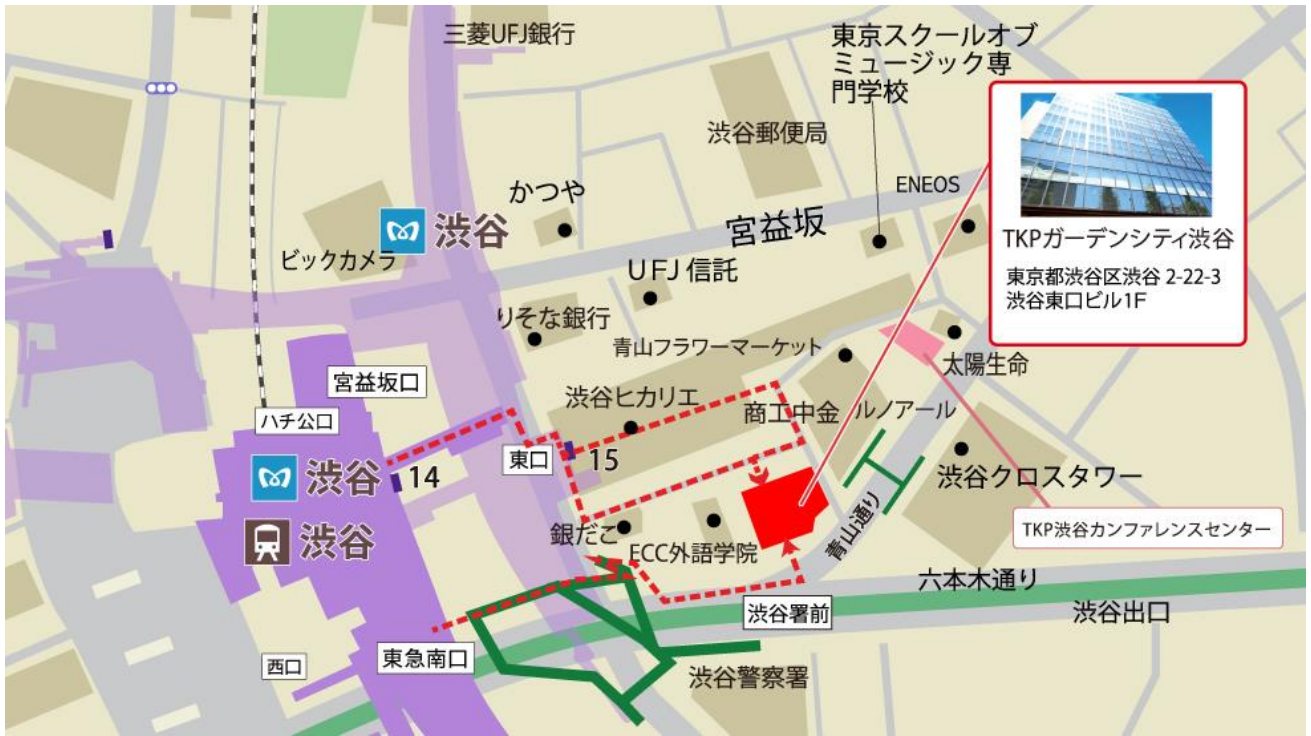 三菱UFJ銀行
東京スクールオブ
ミュージック専
門学校
渋谷郵便局
ENEOS
かつや
宮益坂
渋谷
ビックカメラ
UFJ信託
TKPガーデンシティ渋谷
東京都渋谷区渋谷 2-22-3
渋谷東口ビル1F
りそな銀行
青山フラワーマーケット
太陽生命
宮益坂口
渋谷ヒカリエ
商工中金
ルノアール
ハチ公口
東口
15
渋谷
14
渋谷クロスタワー
渋谷
銀だこ
ECC外語学院
青山通り
TKP渋谷カンファレンスセンター
六本木通り
渋谷署前
渋谷出口
東急南口
西口
渋谷警察署